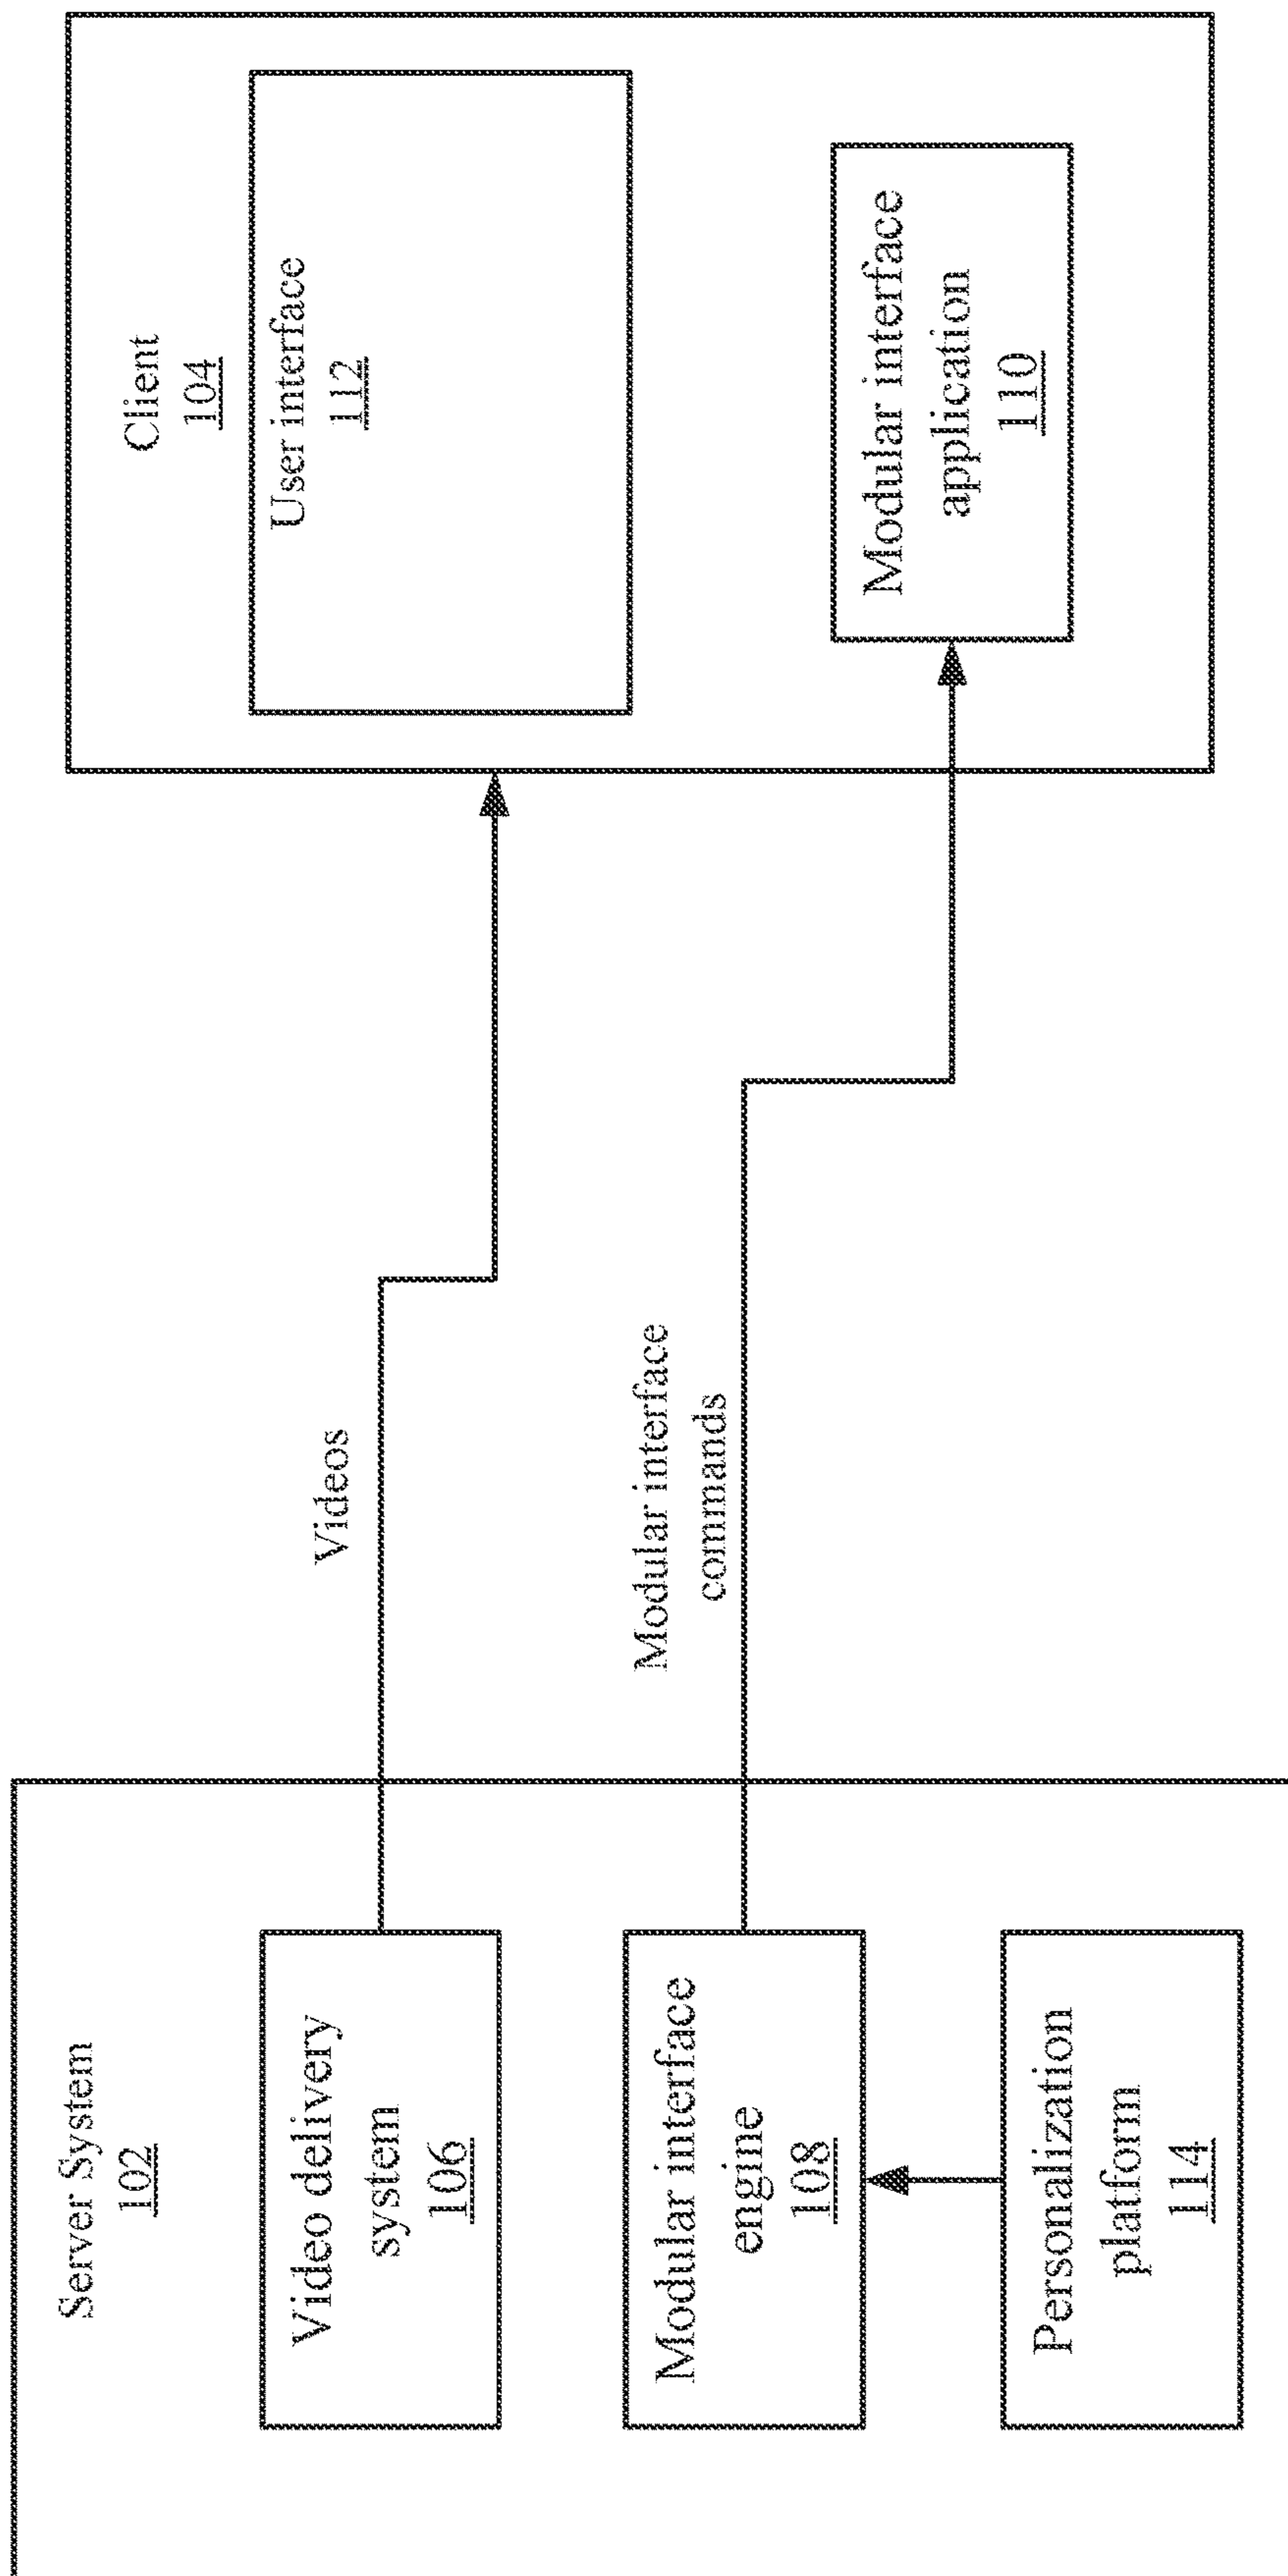 Server System
102
Video delivery
system
106
Modular interface
engine
108
Personalization
platform
114
Videos
Modular interface
commands
Client
104
User interface
112
Modular interface
application
110